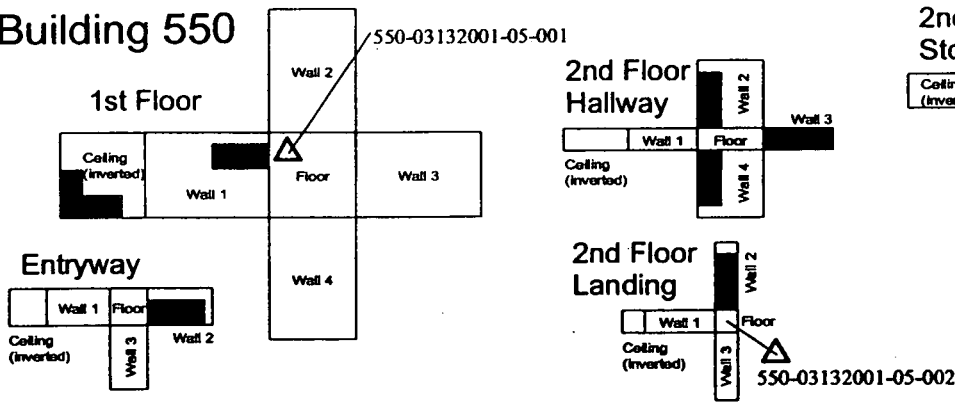 Building 550
550-03132001-05-001
1st Floor
Wall 2
Ceiling
(inverted)
Wall 1
Floor
Wall 3
Wall 4
Entryway
Wall 1
Floor
Wall 2
Wall 3
Ceiling
(inverted)
2nd Floor
Hallway
Wall 2
Wall 3
Wall 1
Floor
Wall 4
Ceiling
(inverted)
2nd Floor
Landing
Wall 2
Wall 1
Floor
Wall 3
Ceiling
(inverted)
550-03132001-05-002